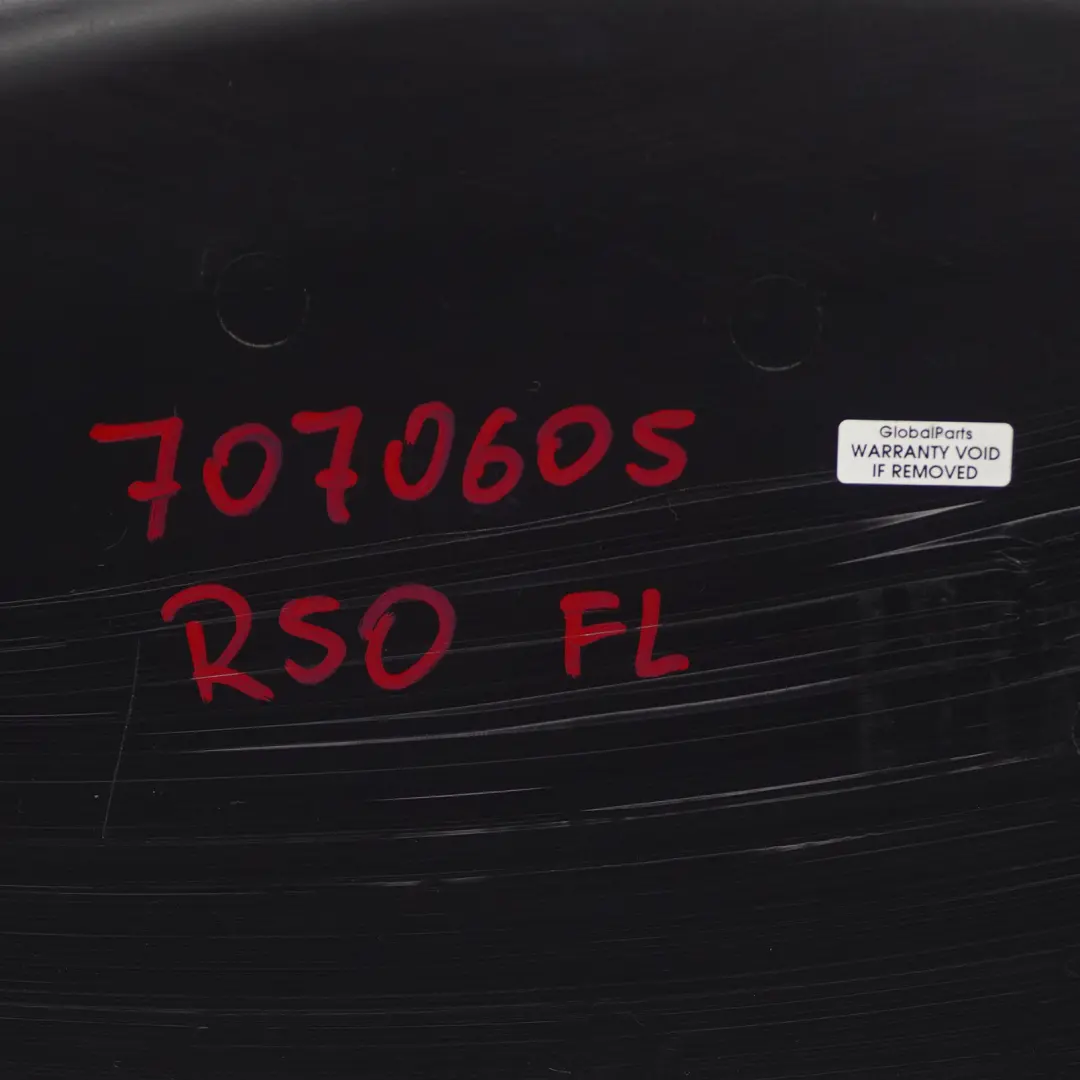 7070605
GlobalParts
WARRANTY VOID
IF REMOVED
R50 FL